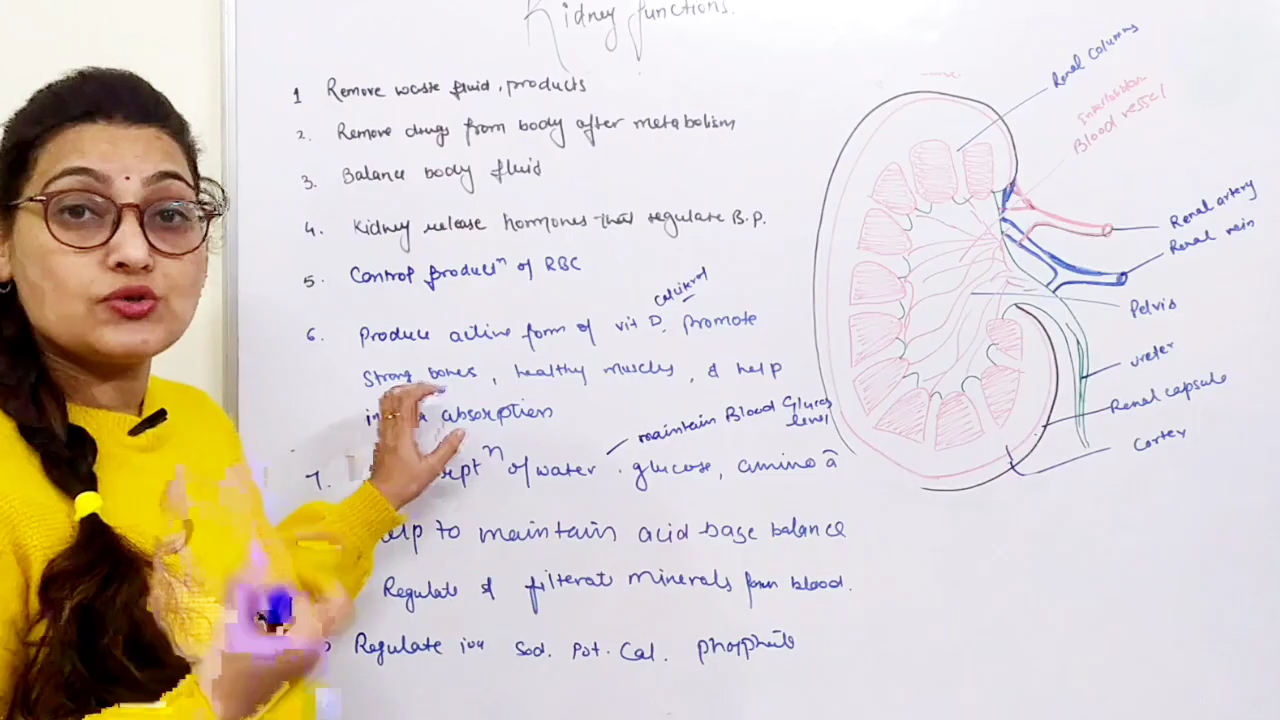 Kidney functions.
1 Remove waste fluid, products
2. Remove drugs from body after metabolism
3. Balance body fluid
4. Kidney release hormones that regulate B.p.
5. Control productⁿ of RBC
calcitrol
6. Produce active form of vit D. promote
strong bones, healthy muscles, & help
absorption
maintain Blood Glucose
level
7. of water. glucose, amino a
to maintain acid base balance
Regulate & filterat minerals from blood.
Regulate ion Sod. Pot. Cal. phosphate
Renal columns
Blood vessel
Renal artery
Renal vein
Pelvis
ureter
Renal capsule
Cortex